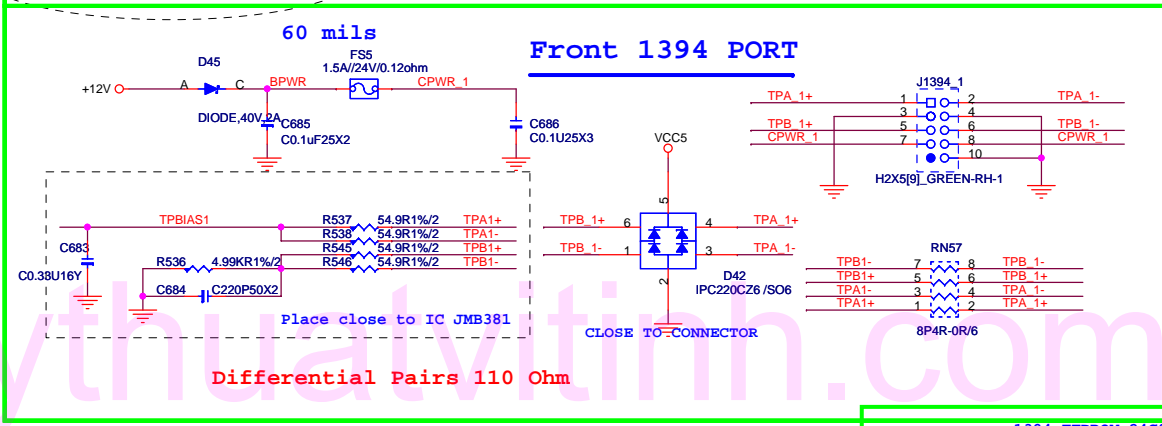 60 mils
Front 1394 PORT
D45
FS5
1.5A//24V/0.12ohm
+12V
A
C
BPWR
CPWR_1
DIODE,40V,2A
C685
C0.1uF25X2
C686
C0.1U25X3
J1394_1
TPA_1+ 1 2 TPA_1-
3 4
TPB_1+ 5 6 TPB_1-
CPWR_1 7 8 CPWR_1
10
H2X5[9]_GREEN-RH-1
VCC5
5
TPB_1+ 6 4 TPA_1+
TPB_1- 1 3 TPA_1-
2
D42
IPC220CZ6 /SO6
CLOSE TO CONNECTOR
TPBIAS1
R537 54.9R1%/2 TPA1+
R538 54.9R1%/2 TPA1-
R545 54.9R1%/2 TPB1+
R546 54.9R1%/2 TPB1-
C683
C0.33U16Y
R536 4.99KR1%/2
C684 C220P50X2
Place close to IC JMB381
RN57
TPB1- 7 8 TPB_1-
TPB1+ 5 6 TPB_1+
TPA1- 3 4 TPA_1-
TPA1+ 1 2 TPA_1+
8P4R-0R/6
Differential Pairs 110 Ohm
ythuatvitinh.com